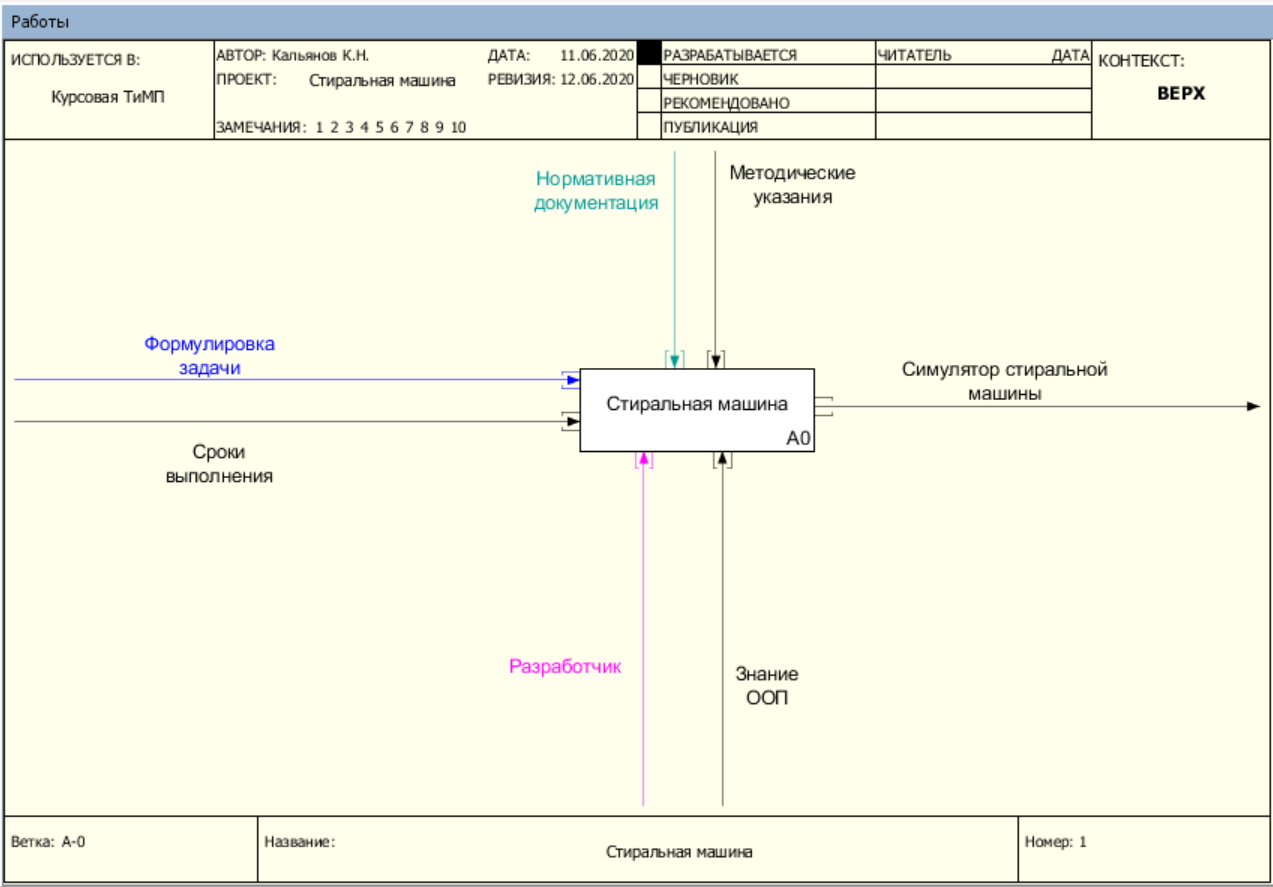 Работы
ИСПОЛЬЗУЕТСЯ В:
Курсовая ТиМП
АВТОР: Кальянов К.Н.
ДАТА: 11.06.2020
ПРОЕКТ: Стиральная машина
РЕВИЗИЯ: 12.06.2020
ЗАМЕЧАНИЯ: 1 2 3 4 5 6 7 8 9 10
РАЗРАБАТЫВАЕТСЯ
ЧЕРНОВИК
РЕКОМЕНДОВАНО
ПУБЛИКАЦИЯ
ЧИТАТЕЛЬ ДАТА
КОНТЕКСТ:
ВЕРХ
Нормативная
документация
Методические
указания
Формулировка
задачи
Сроки
выполнения
Стиральная машина
A0
Симулятор стиральной
машины
Разработчик
Знание
ООП
Ветка: A-0
Название:
Стиральная машина
Номер: 1